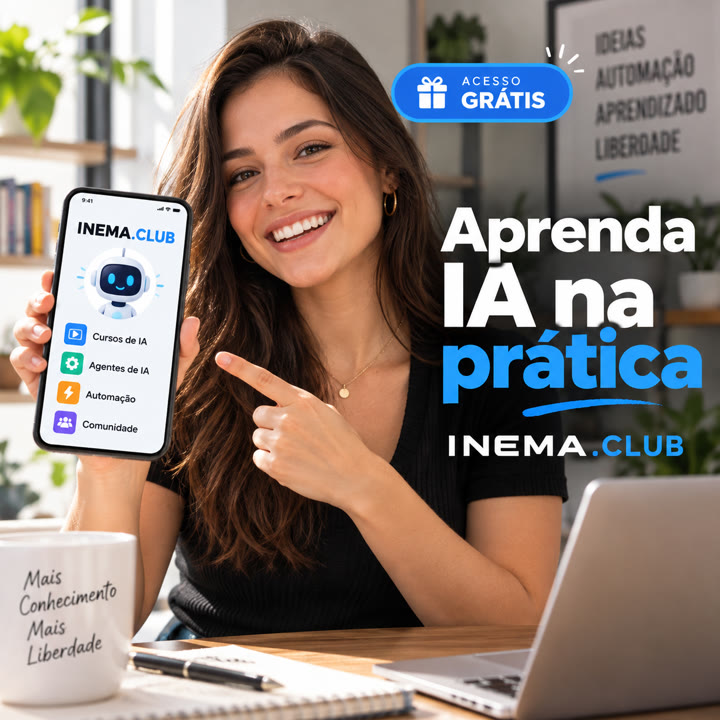 ACESSO
GRÁTIS
IDEIAS
AUTOMAÇÃO
APRENDIZADO
LIBERDADE
9:41
INEMA.CLUB
Cursos de IA
Agentes de IA
Automação
Comunidade
Aprenda
IA na
prática
INEMA.CLUB
Mais
Conhecimento
Mais
Liberdade